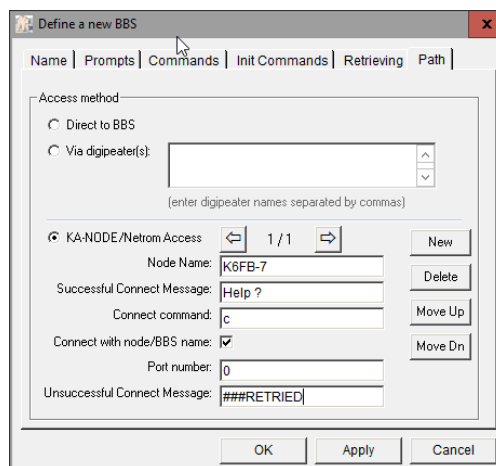 Define a new BBS
x
Name Prompts Commands Init Commands Retrieving Path
Access method
Direct to BBS
Via digipeater(s):
(enter digipeater names separated by commas)
KA-NODE/Netrom Access 1 / 1 New
Node Name: K6FB-7
Delete
Successful Connect Message: Help ?
Connect command: c Move Up
Connect with node/BBS name: Move Dn
Port number: 0
Unsuccessful Connect Message: ###RETRIED
OK Apply Cancel